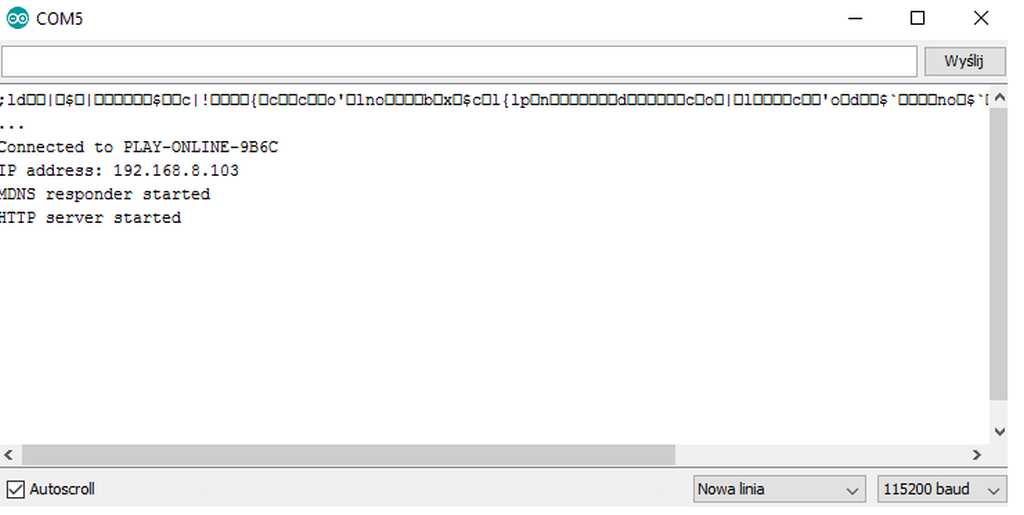 COM5
Wyślij
;ld□□|□$□|□□□□□□$□□c|!□□□□{□c□□c□□o'□lno□□□□b□x□$c□l{lp□n□□□□□□□d□□□□□□c□o□|□l□□□□c□□'o□d□□$`□□□□no□$`□
...
Connected to PLAY-ONLINE-9B6C
IP address: 192.168.8.103
MDNS responder started
HTTP server started
Autoscroll
Nowa linia
115200 baud